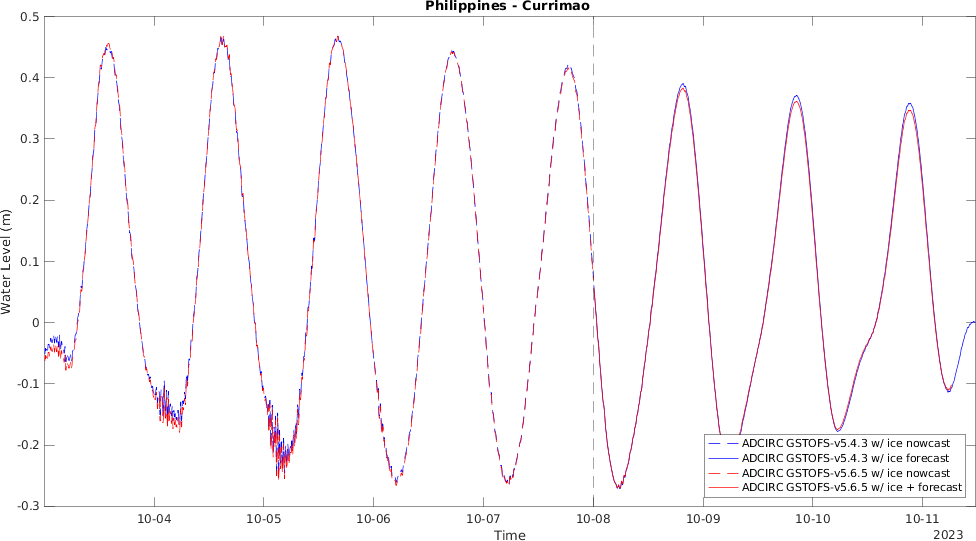 Philippines - Currimao
0.5
0.4
0.3
0.2
0.1
0
-0.1
-0.2
-0.3
Water Level (m)
10-04 10-05 10-06 10-07 10-08 10-09 10-10 10-11
Time
2023
ADCIRC GSTOFS-v5.4.3 w/ ice nowcast
ADCIRC GSTOFS-v5.4.3 w/ ice forecast
ADCIRC GSTOFS-v5.6.5 w/ ice nowcast
ADCIRC GSTOFS-v5.6.5 w/ ice + forecast